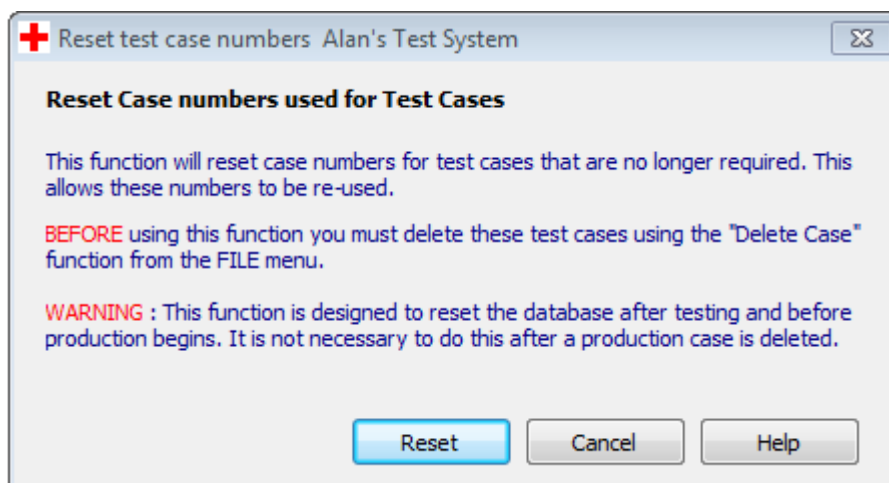 Reset test case numbers  Alan's Test System
Reset Case numbers used for Test Cases
This function will reset case numbers for test cases that are no longer required. This
allows these numbers to be re-used.
BEFORE using this function you must delete these test cases using the "Delete Case"
function from the FILE menu.
WARNING : This function is designed to reset the database after testing and before
production begins. It is not necessary to do this after a production case is deleted.
Reset Cancel Help